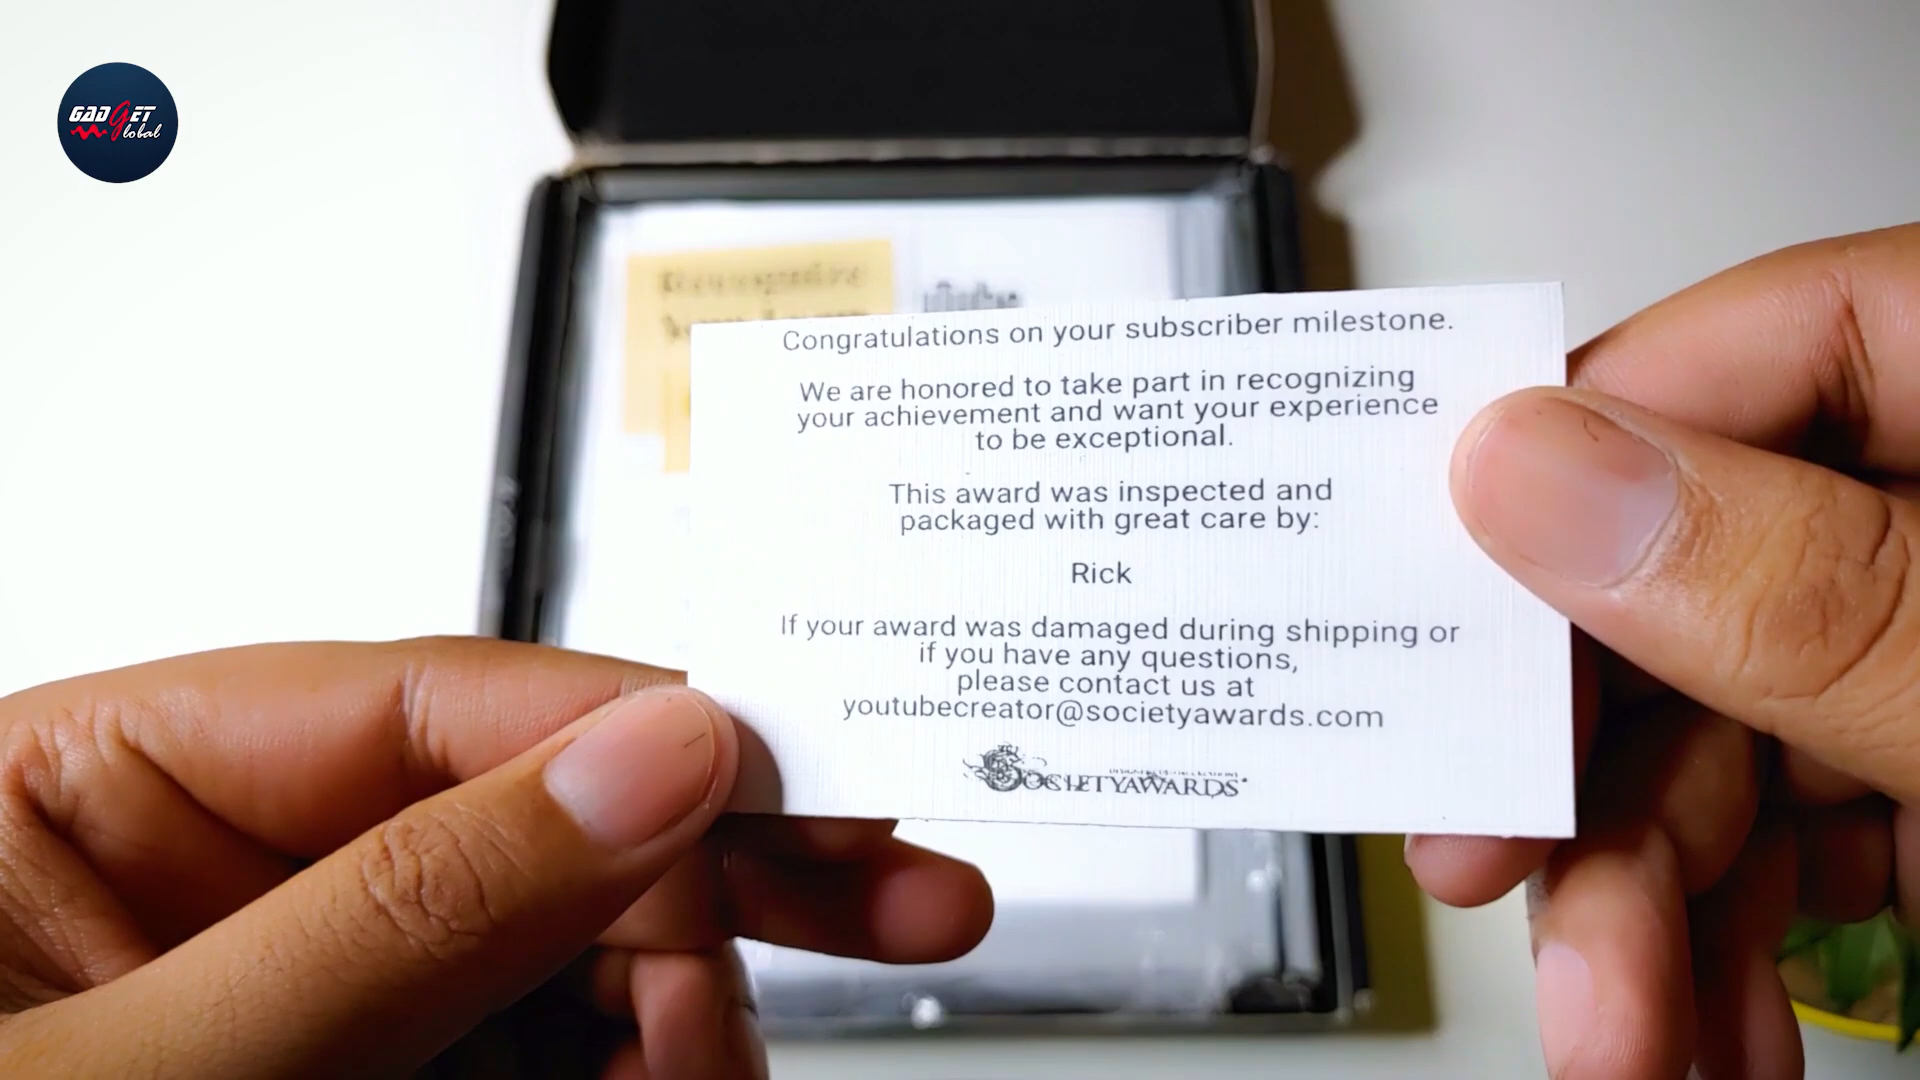 GADGET
Global
Recognize
Congratulations on your subscriber milestone.
We are honored to take part in recognizing
your achievement and want your experience
to be exceptional.
This award was inspected and
packaged with great care by:
Rick
If your award was damaged during shipping or
if you have any questions,
please contact us at
youtubecreator@societyawards.com
SOCIETYAWARDS